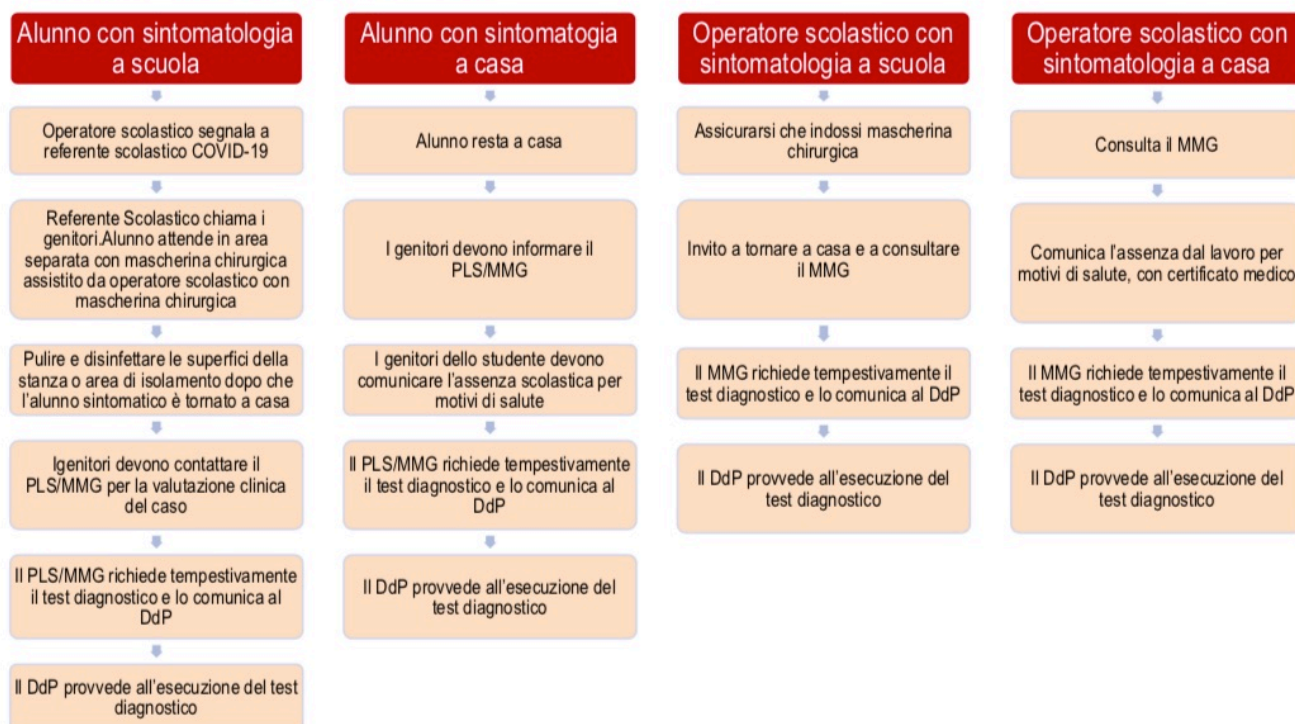 Alunno con sintomatologia
a scuola
Operatore scolastico segnala a
referente scolastico COVID-19
Referente Scolastico chiama i
genitori.Alunno attende in area
separata con mascherina chirurgica
assistito da operatore scolastico con
mascherina chirurgica
Pulire e disinfettare le superfici della
stanza o area di isolamento dopo che
l'alunno sintomatico è tornato a casa
Igenitori devono contattare il
PLS/MMG per la valutazione clinica
del caso
Il PLS/MMG richiede tempestivamente
il test diagnostico e lo comunica al
DdP
Il DdP provvede all'esecuzione del test
diagnostico
Alunno con sintomatogia
a casa
Alunno resta a casa
I genitori devono informare il
PLS/MMG
I genitori dello studente devono
comunicare l'assenza scolastica per
motivi di salute
Il PLS/MMG richiede tempestivamente
il test diagnostico e lo comunica al
DdP
Il DdP provvede all'esecuzione del
test diagnostico
Operatore scolastico con
sintomatologia a scuola
Assicurarsi che indossi mascherina
chirurgica
Invito a tornare a casa e a consultare
il MMG
Il MMG richiede tempestivamente il
test diagnostico e lo comunica al DdP
Il DdP provvede all'esecuzione del
test diagnostico
Operatore scolastico con
sintomatologia a casa
Consulta il MMG
Comunica l'assenza dal lavoro per
motivi di salute, con certificato medico
Il MMG richiede tempestivamente il
test diagnostico e lo comunica al DdP
Il DdP provvede all'esecuzione del
test diagnostico